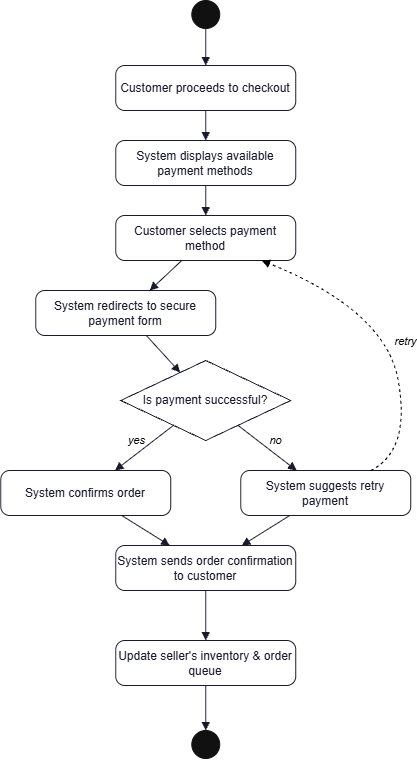 Customer proceeds to checkout
System displays available
payment methods
Customer selects payment
method
System redirects to secure
payment form
retry
Is payment successful?
yes
no
System confirms order
System suggests retry
payment
System sends order confirmation
to customer
Update seller's inventory & order
queue